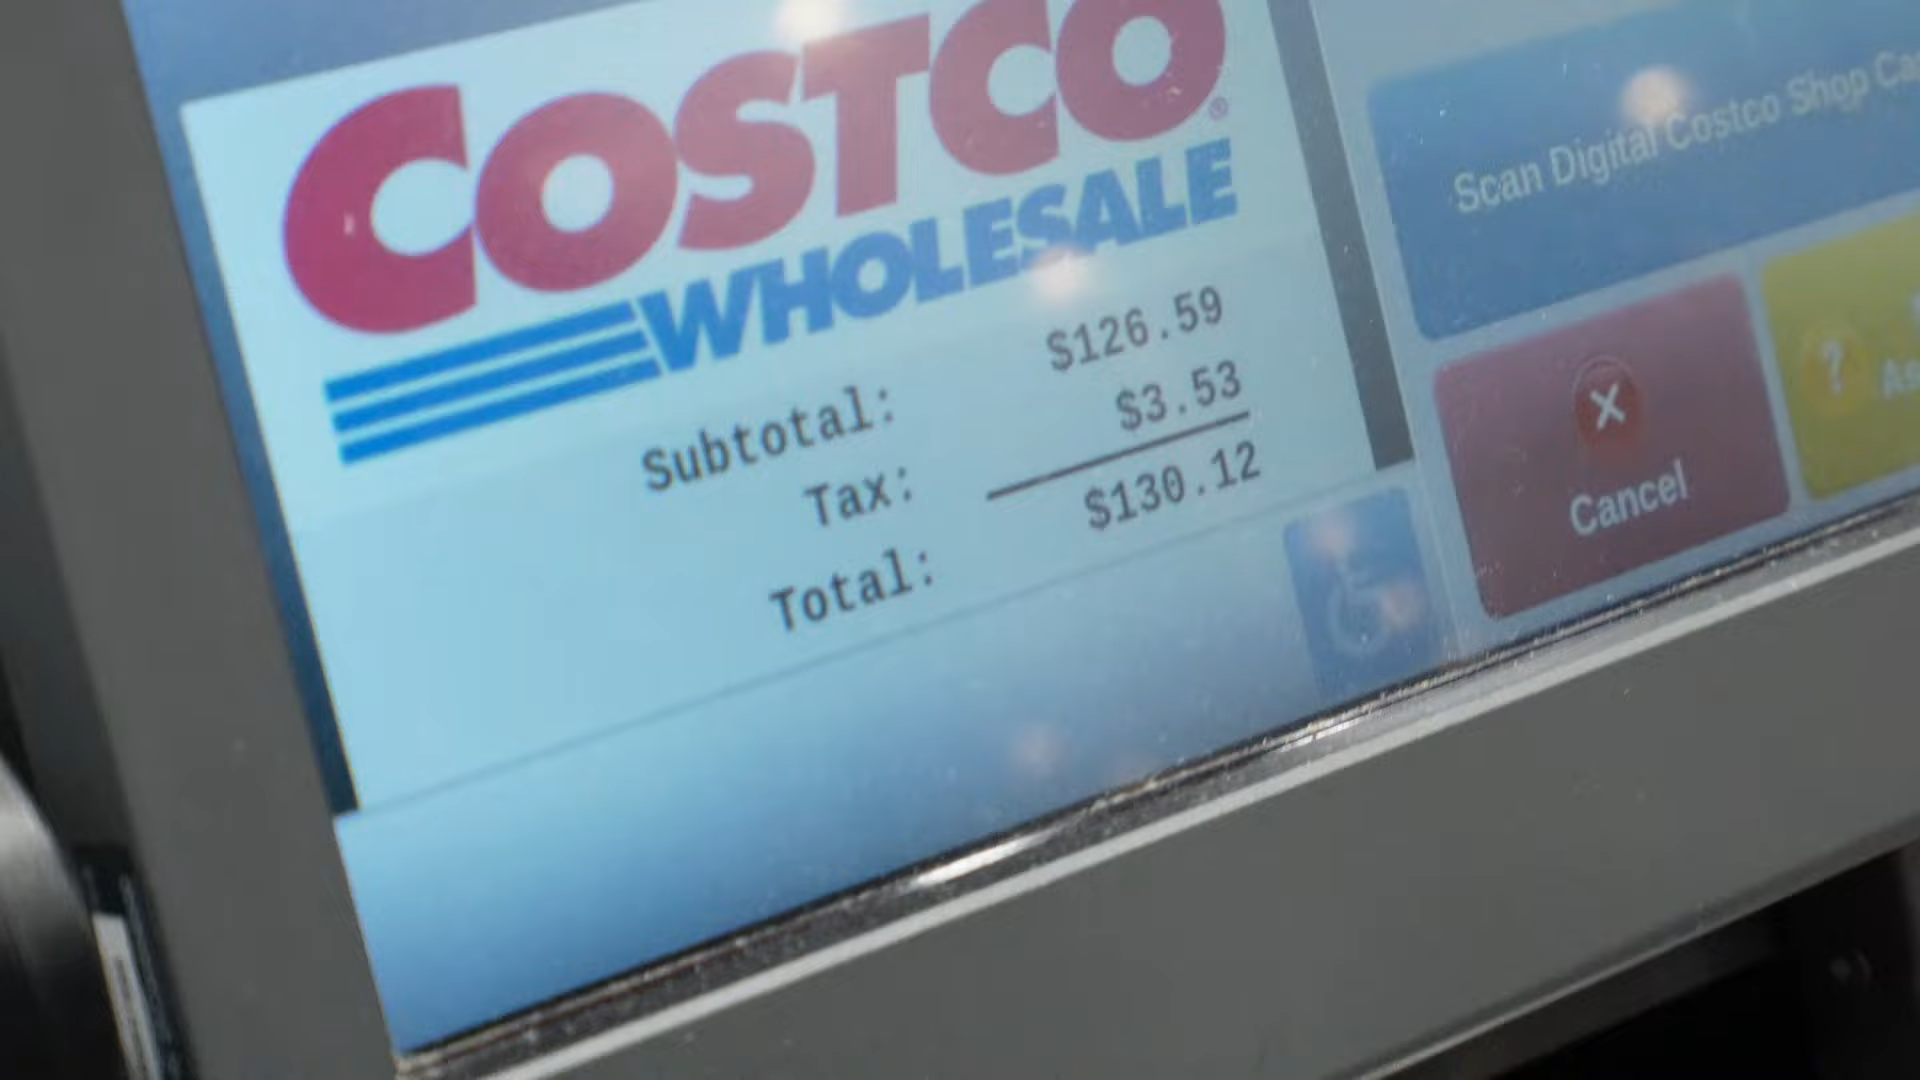 COSTCO®
WHOLESALE
Subtotal: $126.59
Tax: $3.53
Total: $130.12
Scan Digital Costco Shop
Cancel
?